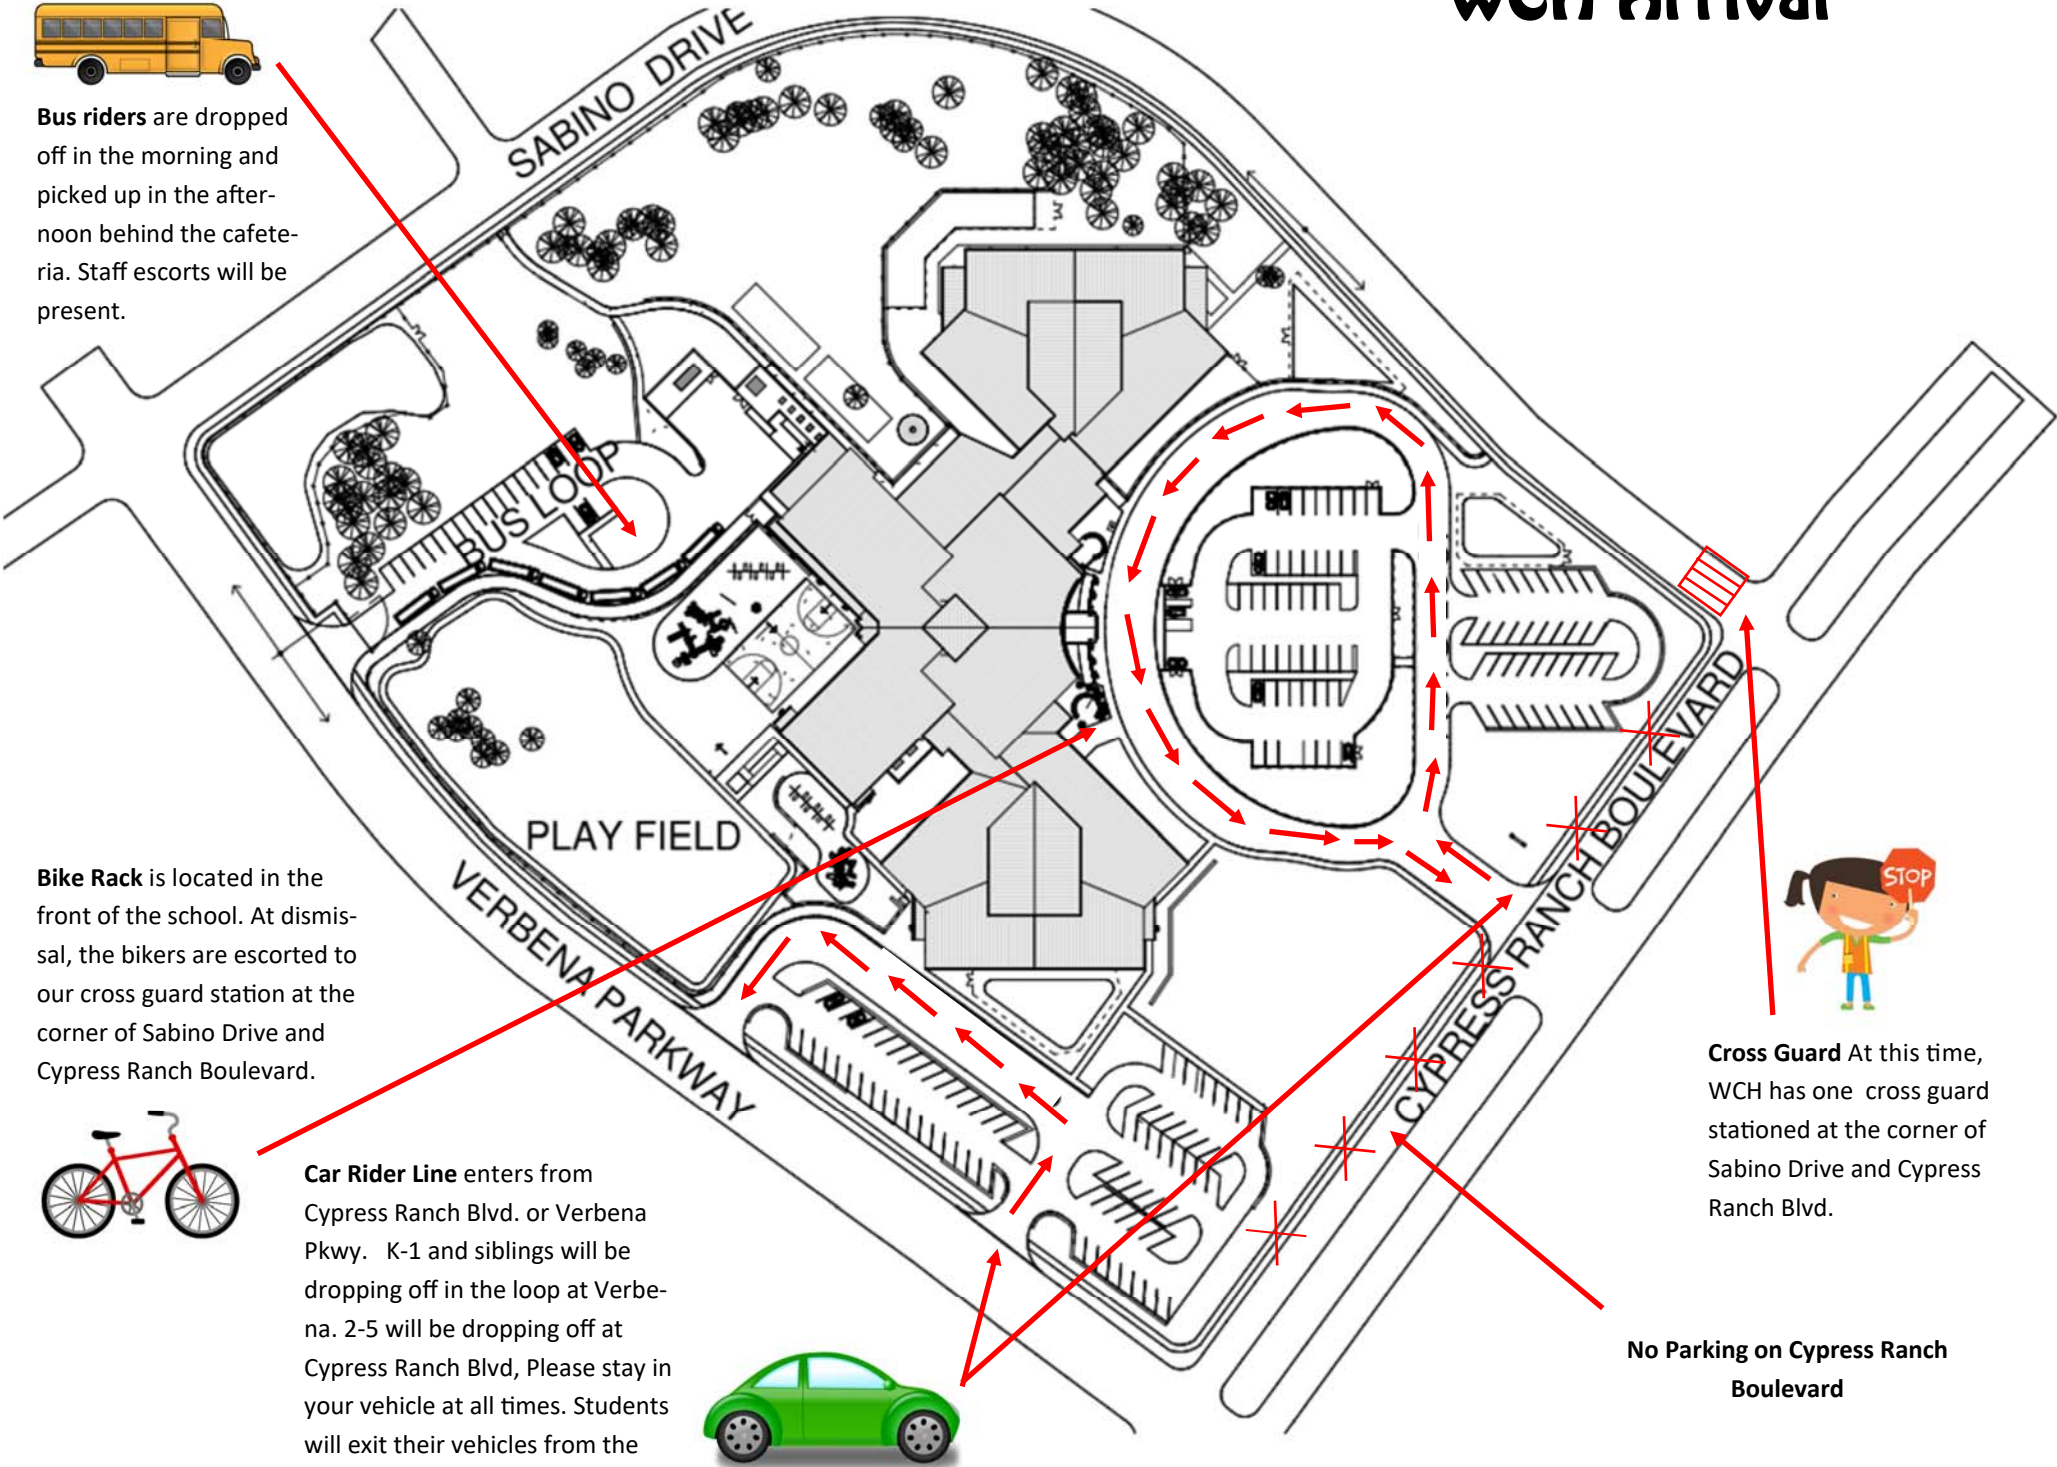 WCH Arrival
Bus riders are dropped
off in the morning and
picked up in the after-
noon behind the cafete-
ria. Staff escorts will be
present.
SABINO DRIVE
BUS LOOP
PLAY FIELD
VERBENA PARKWAY
CYPRESS RANCH BOULEVARD
STOP
Bike Rack is located in the
front of the school. At dismis-
sal, the bikers are escorted to
our cross guard station at the
corner of Sabino Drive and
Cypress Ranch Boulevard.
Car Rider Line enters from
Cypress Ranch Blvd. or Verbena
Pkwy. K-1 and siblings will be
dropping off in the loop at Verbe-
na. 2-5 will be dropping off at
Cypress Ranch Blvd, Please stay in
your vehicle at all times. Students
will exit their vehicles from the
Cross Guard At this time,
WCH has one cross guard
stationed at the corner of
Sabino Drive and Cypress
Ranch Blvd.
No Parking on Cypress Ranch
Boulevard